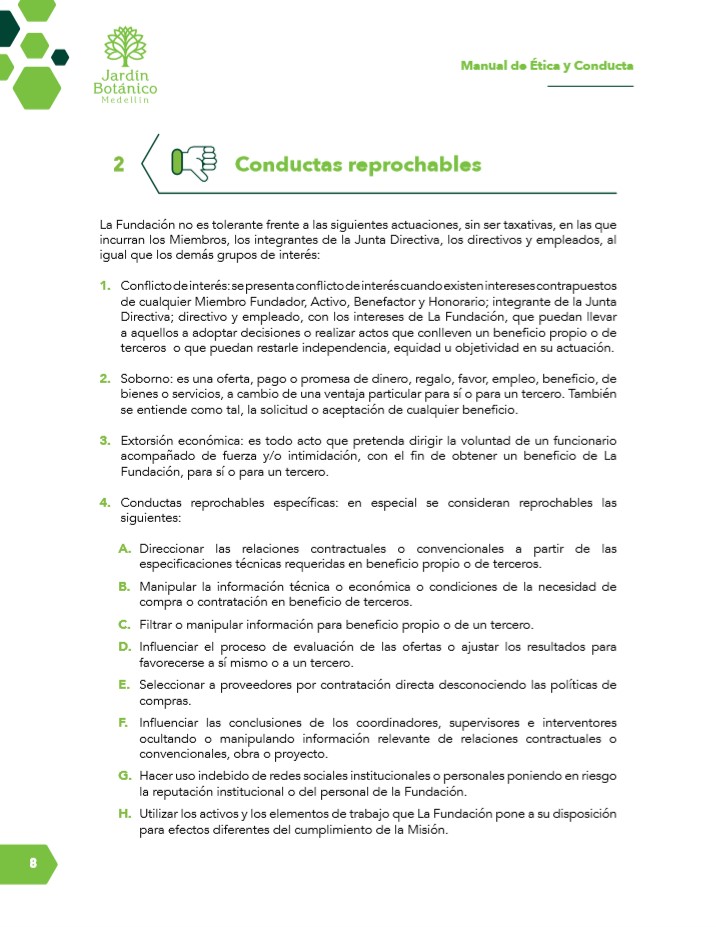 Jardín
Botánico
Medellín
Manual de Ética y Conducta
2
Conductas reprochables
La Fundación no es tolerante frente a las siguientes actuaciones, sin ser taxativas, en las que
incurran los Miembros, los integrantes de la Junta Directiva, los directivos y empleados, al
igual que los demás grupos de interés:
1. Conflicto de interés: se presenta conflicto de interés cuando existen intereses contrapuestos
de cualquier Miembro Fundador, Activo, Benefactor y Honorario; integrante de la Junta
Directiva; directivo y empleado, con los intereses de La Fundación, que puedan llevar
a aquellos a adoptar decisiones o realizar actos que conlleven un beneficio propio o de
terceros o que puedan restarle independencia, equidad u objetividad en su actuación.
2. Soborno: es una oferta, pago o promesa de dinero, regalo, favor, empleo, beneficio, de
bienes o servicios, a cambio de una ventaja particular para sí o para un tercero. También
se entiende como tal, la solicitud o aceptación de cualquier beneficio.
3. Extorsión económica: es todo acto que pretenda dirigir la voluntad de un funcionario
acompañado de fuerza y/o intimidación, con el fin de obtener un beneficio de La
Fundación, para sí o para un tercero.
4. Conductas reprochables específicas: en especial se consideran reprochables las
siguientes:
A. Direccionar las relaciones contractuales o convencionales a partir de las
especificaciones técnicas requeridas en beneficio propio o de terceros.
B. Manipular la información técnica o económica o condiciones de la necesidad de
compra o contratación en beneficio de terceros.
C. Filtrar o manipular información para beneficio propio o de un tercero.
D. Influenciar el proceso de evaluación de las ofertas o ajustar los resultados para
favorecerse a sí mismo o a un tercero.
E. Seleccionar a proveedores por contratación directa desconociendo las políticas de
compras.
F. Influenciar las conclusiones de los coordinadores, supervisores e interventores
ocultando o manipulando información relevante de relaciones contractuales o
convencionales, obra o proyecto.
G. Hacer uso indebido de redes sociales institucionales o personales poniendo en riesgo
la reputación institucional o del personal de la Fundación.
H. Utilizar los activos y los elementos de trabajo que La Fundación pone a su disposición
para efectos diferentes del cumplimiento de la Misión.
8